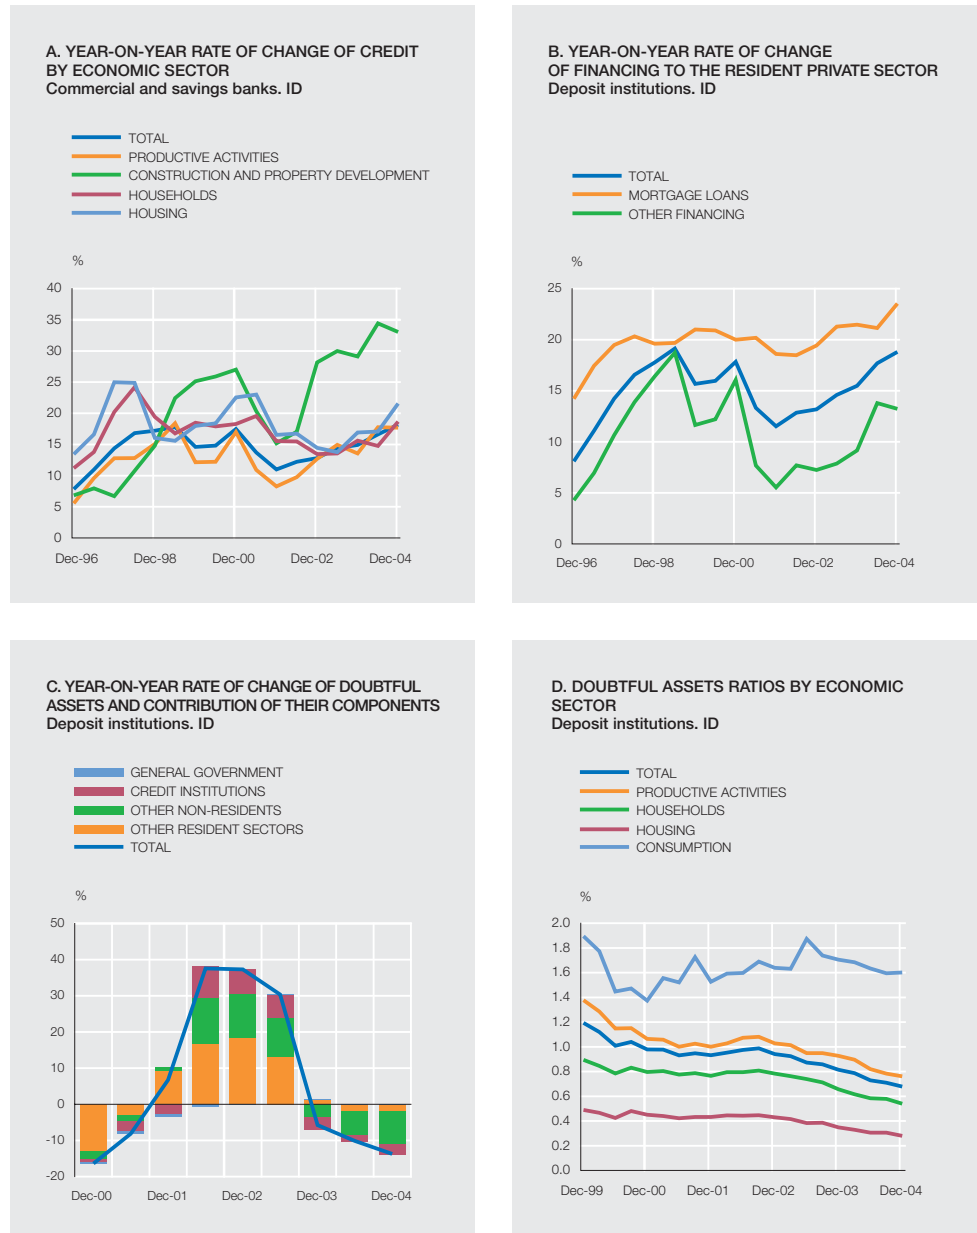 A. YEAR-ON-YEAR RATE OF CHANGE OF CREDIT
BY ECONOMIC SECTOR
Commercial and savings banks. ID
TOTAL
PRODUCTIVE ACTIVITIES
CONSTRUCTION AND PROPERTY DEVELOPMENT
HOUSEHOLDS
HOUSING
%
40
35
30
25
20
15
10
5
0
Dec-96 Dec-98 Dec-00 Dec-02 Dec-04
B. YEAR-ON-YEAR RATE OF CHANGE
OF FINANCING TO THE RESIDENT PRIVATE SECTOR
Deposit institutions. ID
TOTAL
MORTGAGE LOANS
OTHER FINANCING
%
25
20
15
10
5
0
Dec-96 Dec-98 Dec-00 Dec-02 Dec-04
C. YEAR-ON-YEAR RATE OF CHANGE OF DOUBTFUL
ASSETS AND CONTRIBUTION OF THEIR COMPONENTS
Deposit institutions. ID
GENERAL GOVERNMENT
CREDIT INSTITUTIONS
OTHER NON-RESIDENTS
OTHER RESIDENT SECTORS
TOTAL
%
50
40
30
20
10
0
-10
-20
Dec-00 Dec-01 Dec-02 Dec-03 Dec-04
D. DOUBTFUL ASSETS RATIOS BY ECONOMIC
SECTOR
Deposit institutions. ID
TOTAL
PRODUCTIVE ACTIVITIES
HOUSEHOLDS
HOUSING
CONSUMPTION
%
2.0
1.8
1.6
1.4
1.2
1.0
0.8
0.6
0.4
0.2
0.0
Dec-99 Dec-00 Dec-01 Dec-02 Dec-03 Dec-04